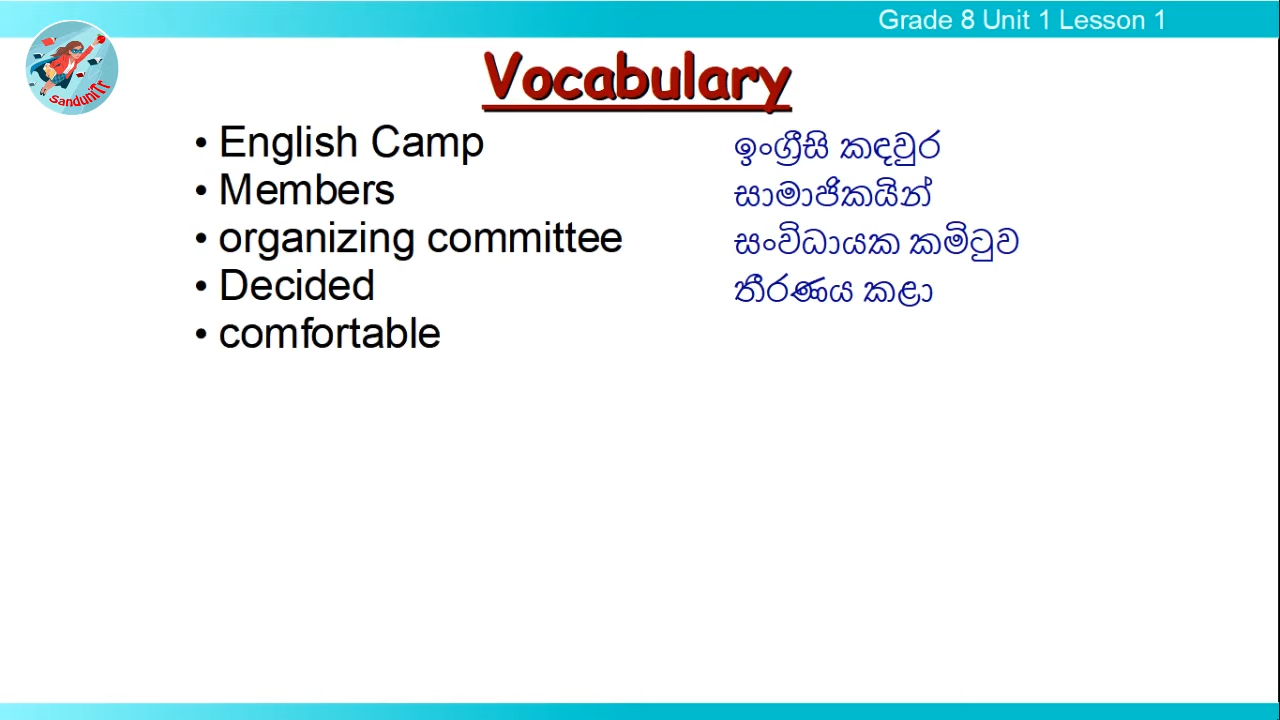 Grade 8 Unit 1 Lesson 1
SanduniTr
Vocabulary
• English Camp ඉංග්‍රීසි කඳවුර
• Members සාමාජිකයින්
• organizing committee සංවිධායක කමිටුව
• Decided තීරණය කළා
• comfortable